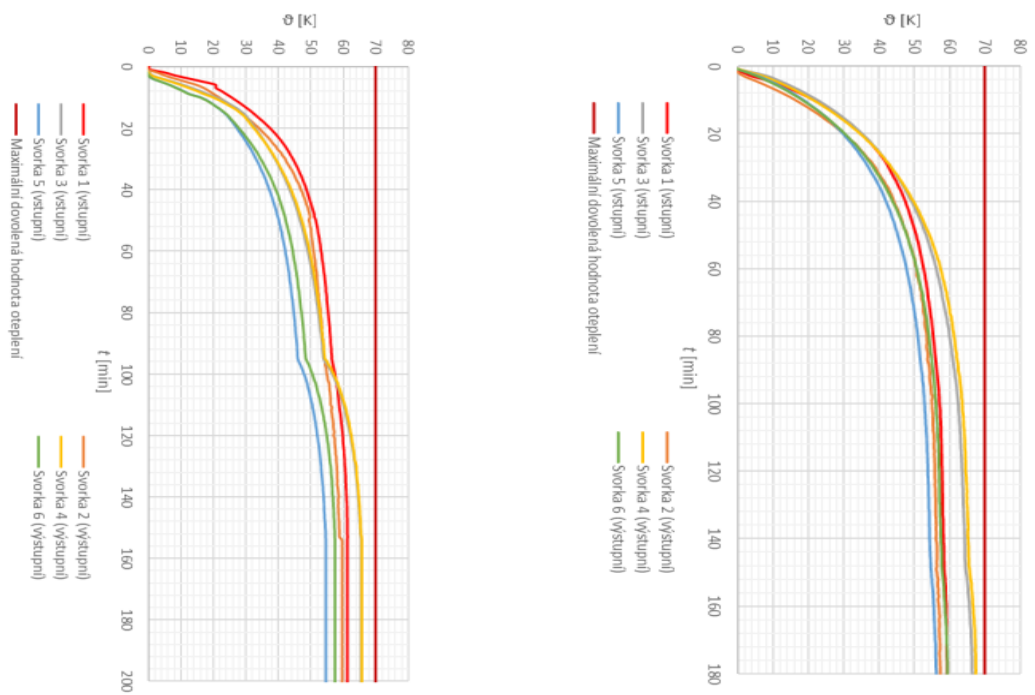 Θ [K]
80
70
60
50
40
30
20
10
0
0
20
40
60
80
100
120
140
160
180
200
t [min]
Svorka 1 (vstupní)
Svorka 2 (výstupní)
Svorka 3 (vstupní)
Svorka 4 (výstupní)
Svorka 5 (vstupní)
Svorka 6 (výstupní)
Maximální dovolená hodnota oteplení
Θ [K]
80
70
60
50
40
30
20
10
0
0
20
40
60
80
100
120
140
160
180
t [min]
Svorka 1 (vstupní)
Svorka 2 (výstupní)
Svorka 3 (vstupní)
Svorka 4 (výstupní)
Svorka 5 (vstupní)
Svorka 6 (výstupní)
Maximální dovolená hodnota oteplení